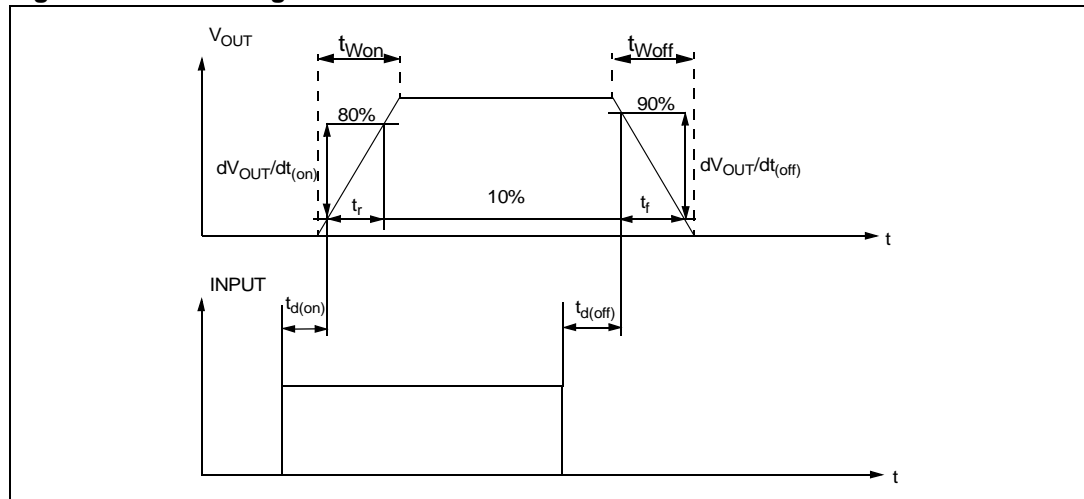 V_OUT
t_Won
t_Woff
80%
90%
dV_OUT/dt_(on)
dV_OUT/dt_(off)
t_r
10%
t_f
t
INPUT
t_d(on)
t_d(off)
t